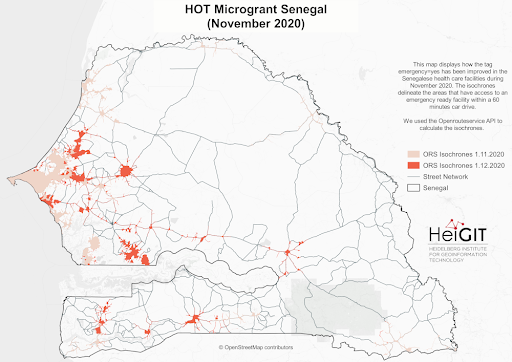 HOT Microgrant Senegal
(November 2020)
This map displays how the tag
emergency=yes has been improved in the
Senegalese health care facilities during
November 2020. The isochrones
delineate the areas that have access to an
emergency ready facility within a 60
minutes car drive.
We used the Openrouteservice API to
calculate the isochrones.
ORS Isochrones 1.11.2020
ORS Isochrones 1.12.2020
Street Network
Senegal
HeiGIT
HEIDELBERG INSTITUTE
FOR GEOINFORMATION
TECHNOLOGY
© OpenStreetMap contributors